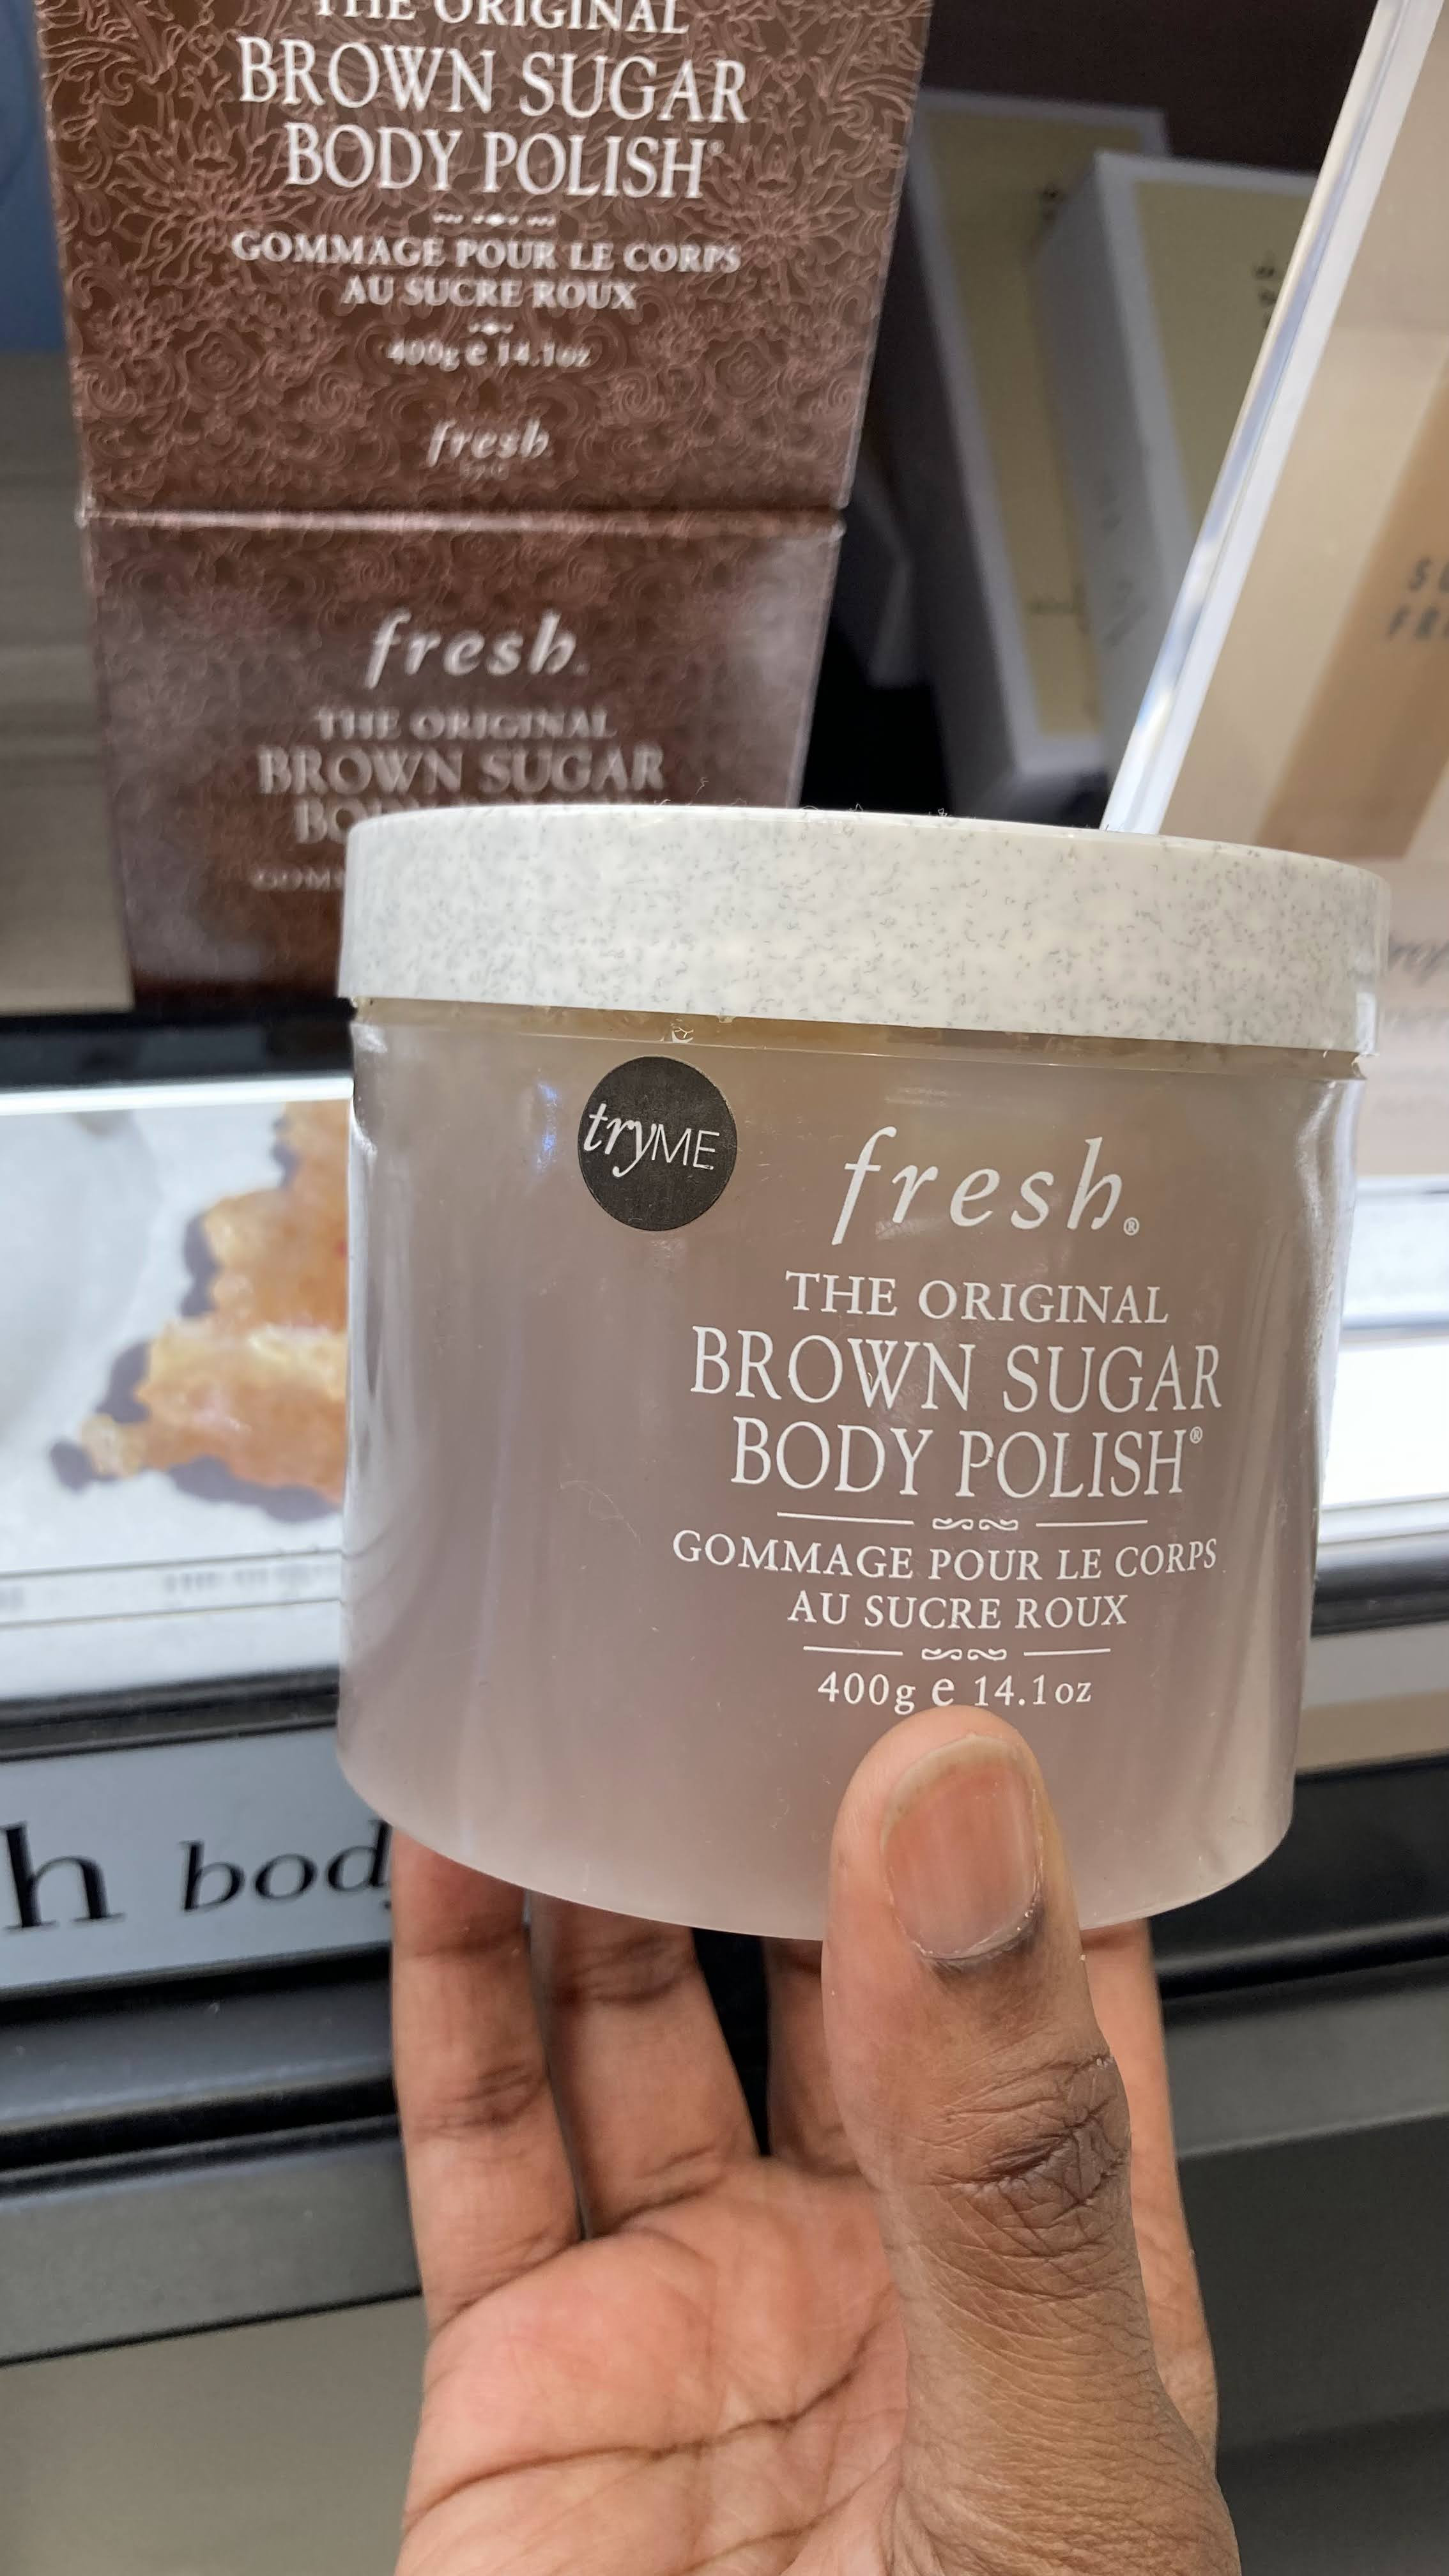 THE ORIGINAL
BROWN SUGAR
BODY POLISH®
GOMMAGE POUR LE CORPS
AU SUCRE ROUX
400g e 14.1oz
fresh
fresh.
THE ORIGINAL
BROWN SUGAR
tryME
fresh®
THE ORIGINAL
BROWN SUGAR
BODY POLISH®
GOMMAGE POUR LE CORPS
AU SUCRE ROUX
400g e 14.1oz
h body